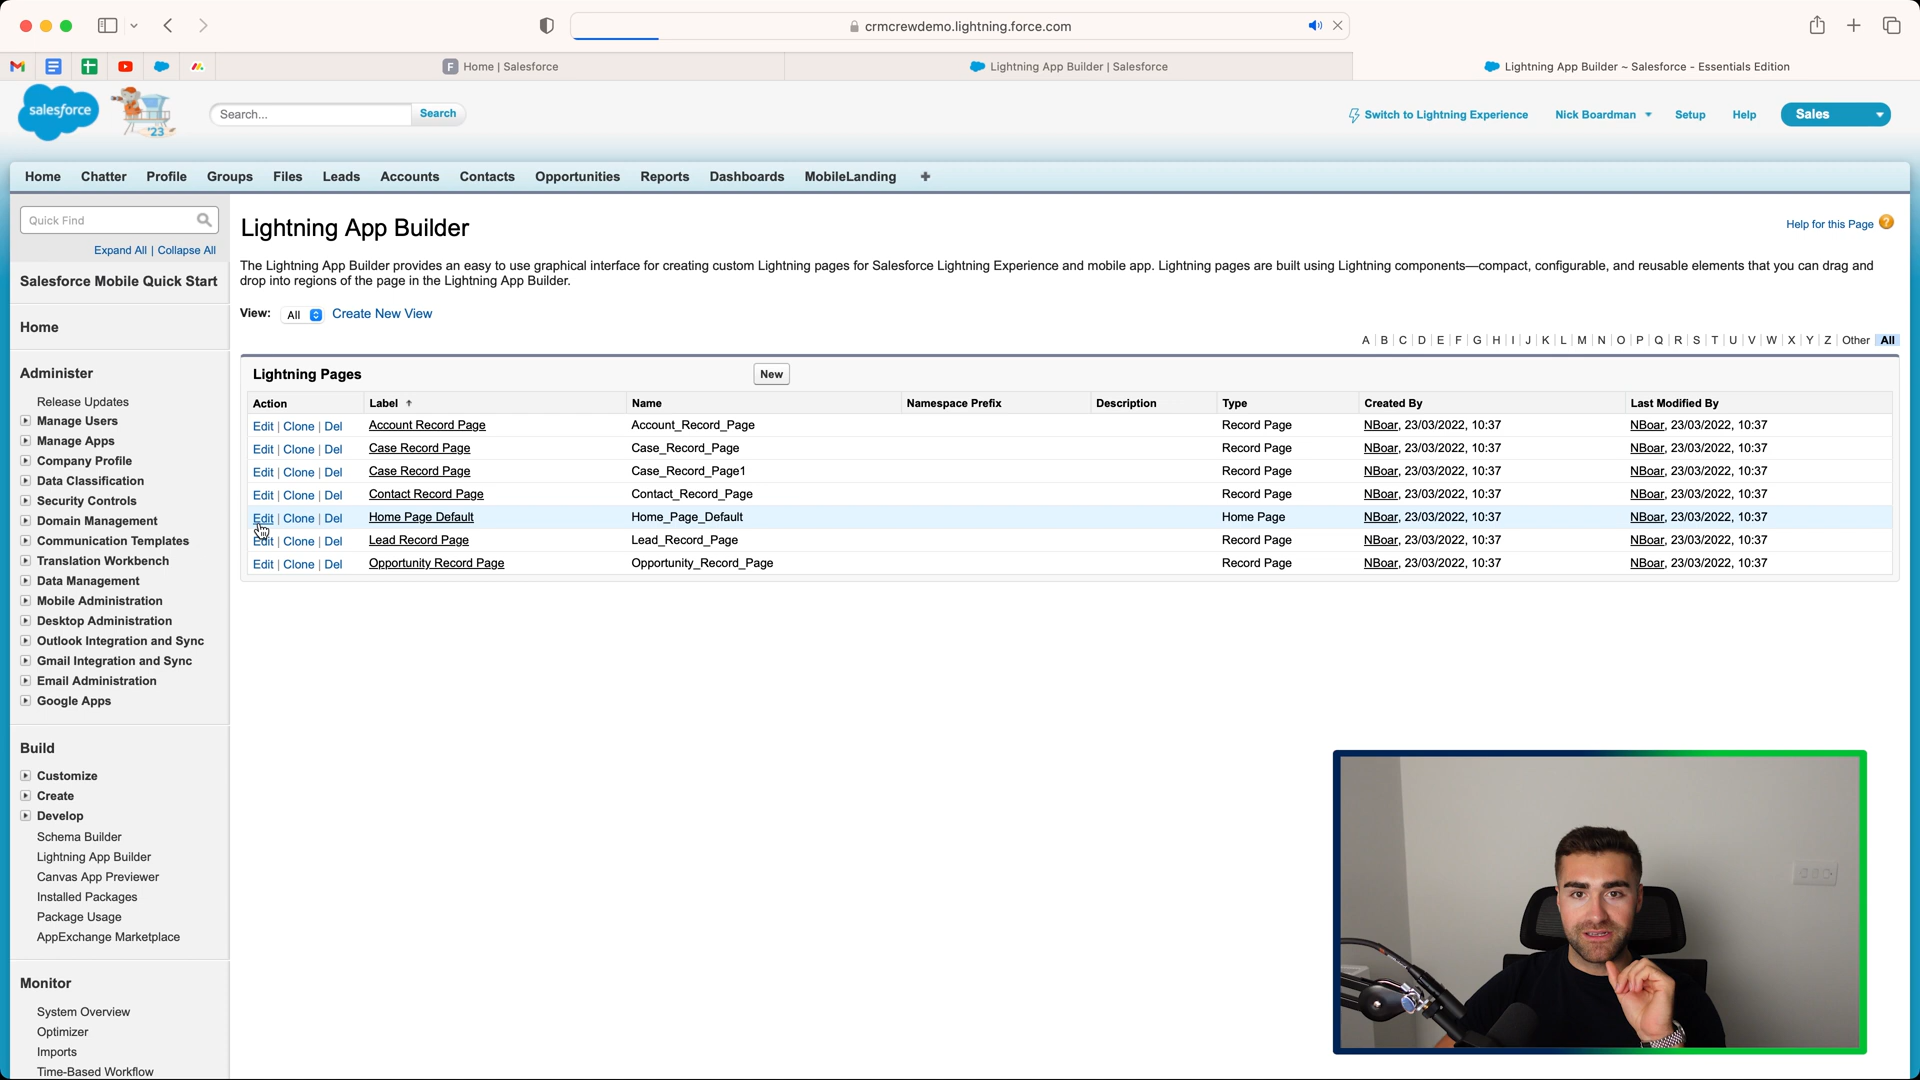 crmcrewdemo.lightning.force.com
Home | Salesforce
Lightning App Builder | Salesforce
Lightning App Builder ~ Salesforce - Essentials Edition
salesforce
'23
Search...
Search
Switch to Lightning Experience
Nick Boardman
Setup
Help
Sales
Home
Chatter
Profile
Groups
Files
Leads
Accounts
Contacts
Opportunities
Reports
Dashboards
MobileLanding
+
Quick Find
Expand All | Collapse All
Salesforce Mobile Quick Start
Home
Administer
Release Updates
Manage Users
Manage Apps
Company Profile
Data Classification
Security Controls
Domain Management
Communication Templates
Translation Workbench
Data Management
Mobile Administration
Desktop Administration
Outlook Integration and Sync
Gmail Integration and Sync
Email Administration
Google Apps
Build
Customize
Create
Develop
Schema Builder
Lightning App Builder
Canvas App Previewer
Installed Packages
Package Usage
AppExchange Marketplace
Monitor
System Overview
Optimizer
Imports
Time-Based Workflow
Lightning App Builder
Help for this Page ?
The Lightning App Builder provides an easy to use graphical interface for creating custom Lightning pages for Salesforce Lightning Experience and mobile app. Lightning pages are built using Lightning components—compact, configurable, and reusable elements that you can drag and
drop into regions of the page in the Lightning App Builder.
View: All Create New View
A | B | C | D | E | F | G | H | I | J | K | L | M | N | O | P | Q | R | S | T | U | V | W | X | Y | Z | Other All
Lightning Pages
New
Action Label Name Namespace Prefix Description Type Created By Last Modified By
Edit | Clone | Del Account Record Page Account_Record_Page Record Page NBoar, 23/03/2022, 10:37 NBoar, 23/03/2022, 10:37
Edit | Clone | Del Case Record Page Case_Record_Page Record Page NBoar, 23/03/2022, 10:37 NBoar, 23/03/2022, 10:37
Edit | Clone | Del Case Record Page Case_Record_Page1 Record Page NBoar, 23/03/2022, 10:37 NBoar, 23/03/2022, 10:37
Edit | Clone | Del Contact Record Page Contact_Record_Page Record Page NBoar, 23/03/2022, 10:37 NBoar, 23/03/2022, 10:37
Edit | Clone | Del Home Page Default Home_Page_Default Home Page NBoar, 23/03/2022, 10:37 NBoar, 23/03/2022, 10:37
Edit | Clone | Del Lead Record Page Lead_Record_Page Record Page NBoar, 23/03/2022, 10:37 NBoar, 23/03/2022, 10:37
Edit | Clone | Del Opportunity Record Page Opportunity_Record_Page Record Page NBoar, 23/03/2022, 10:37 NBoar, 23/03/2022, 10:37